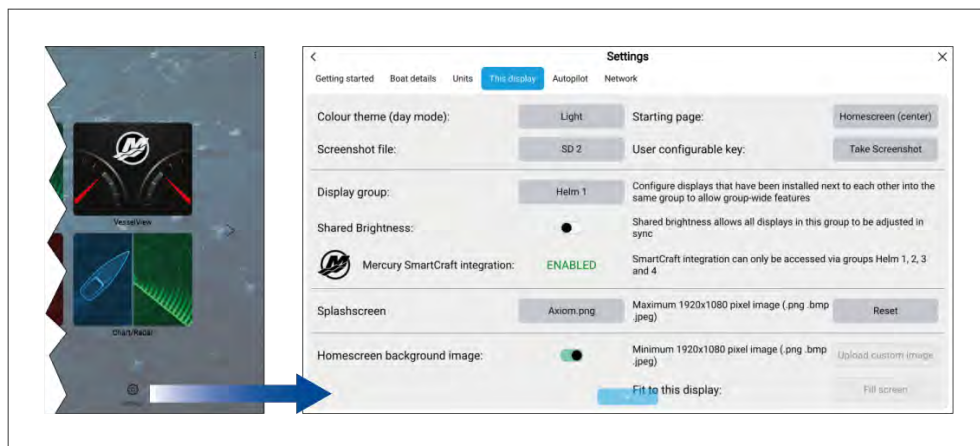 VesselView
Chart/Radar
Settings
Getting started Boat details Units This display Autopilot Network
Colour theme (day mode): Light Starting page: Homescreen (center)
Screenshot file: SD 2 User configurable key: Take Screenshot
Display group: Helm 1 Configure displays that have been installed next to each other into the
same group to allow group-wide features
Shared Brightness: Shared brightness allows all displays in this group to be adjusted in
sync
Mercury SmartCraft integration: ENABLED SmartCraft integration can only be accessed via groups Helm 1, 2, 3
and 4
Splashscreen Axiom.png Maximum 1920x1080 pixel image (.png .bmp
.jpeg) Reset
Homescreen background image: Minimum 1920x1080 pixel image (.png .bmp
.jpeg) Upload custom image
Fit to this display: Fill screen